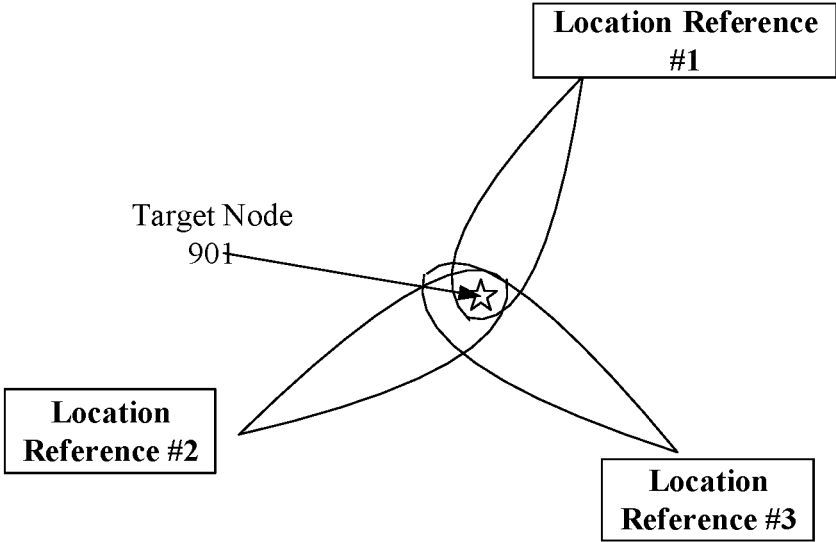 Location Reference
#1
Target Node
901
Location
Reference #2
Location
Reference #3